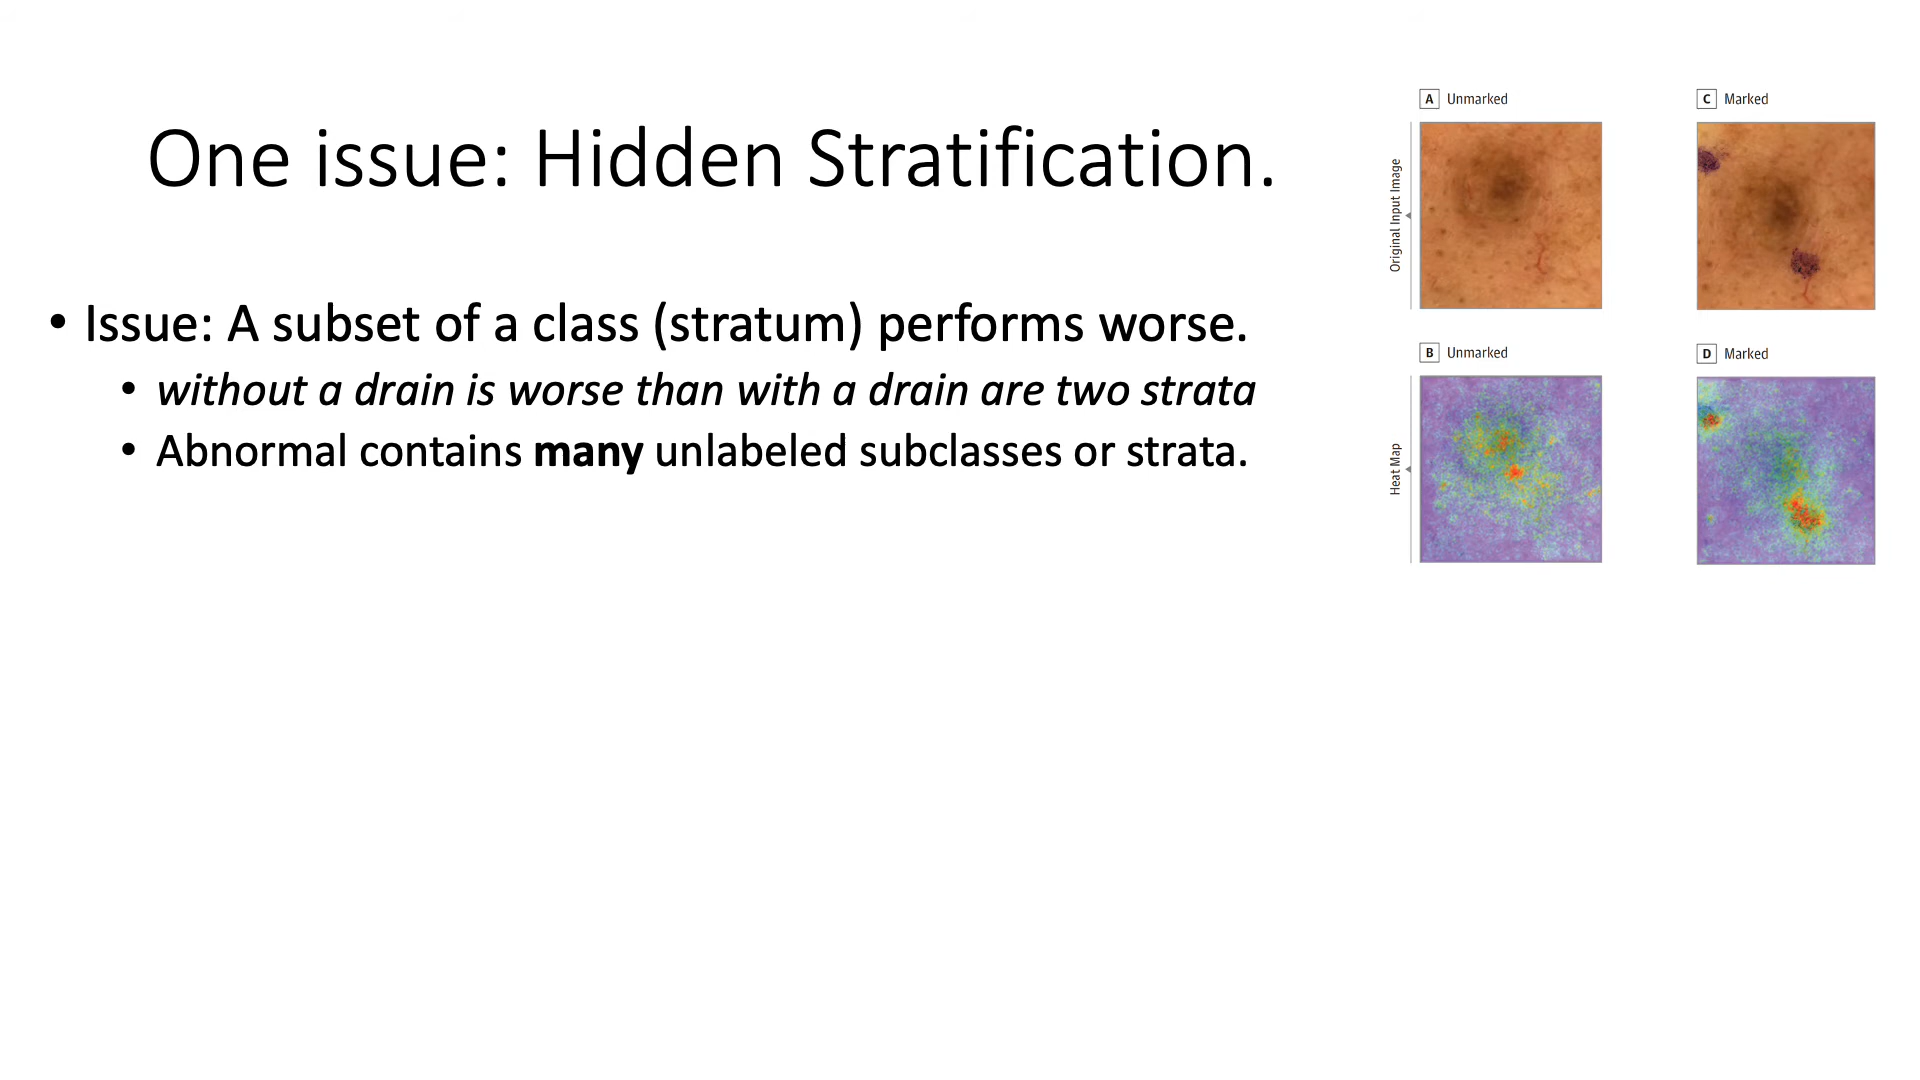 One issue: Hidden Stratification.
• Issue: A subset of a class (stratum) performs worse.
• without a drain is worse than with a drain are two strata
• Abnormal contains many unlabeled subclasses or strata.
A Unmarked
C Marked
Original Input Image
B Unmarked
D Marked
Heat Map